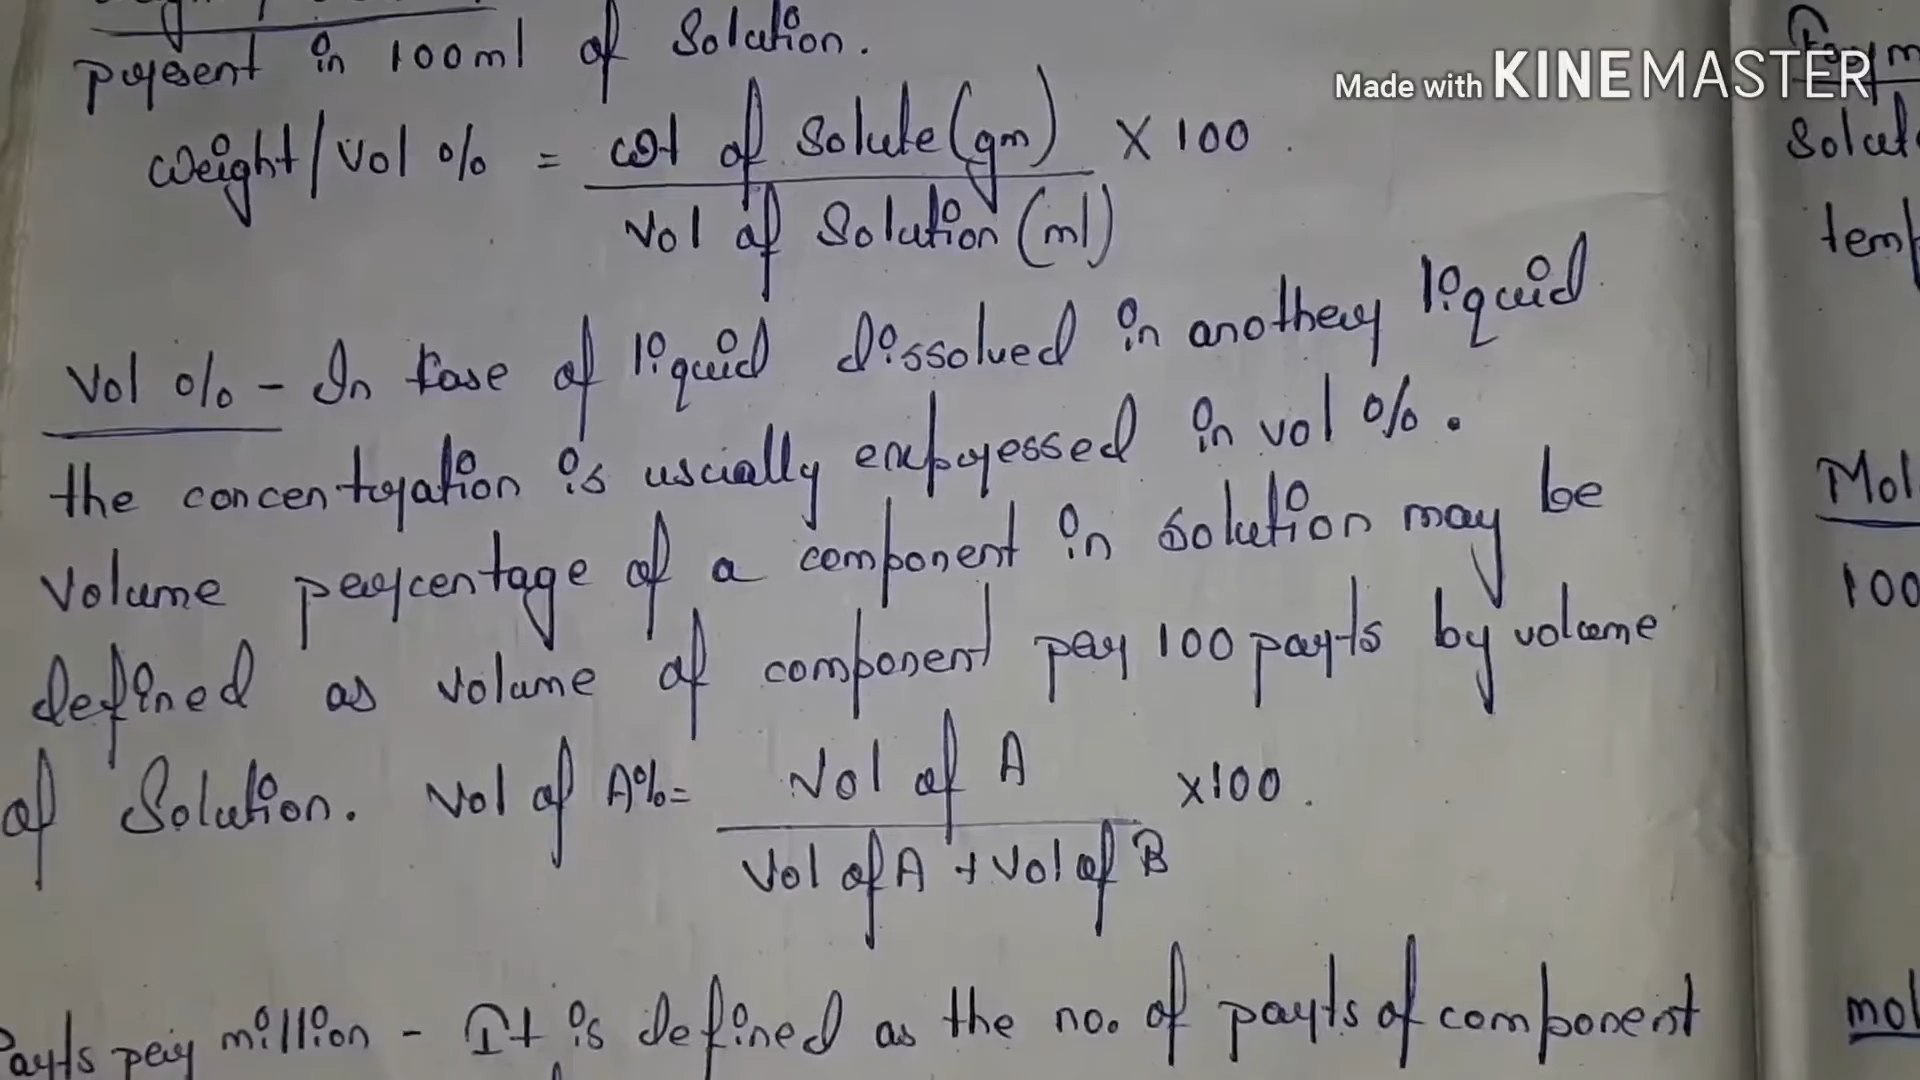 present in 100ml of Solution.
Made with KINEMASTER
Weight/Vol % = wt of Solute(gm) X 100
Vol of Solution (ml)
Vol % - In case of liquid dissolved in another liquid
the concentration is usually expressed in vol %.
Volume percentage of a component in solution may be
defined as volume of component per 100 parts by volume
of Solution. Vol of A% = Vol of A x100.
Vol of A + Vol of B
Parts per million - It is defined as the no. of parts of component
Solut
temp
Mol
100
mol